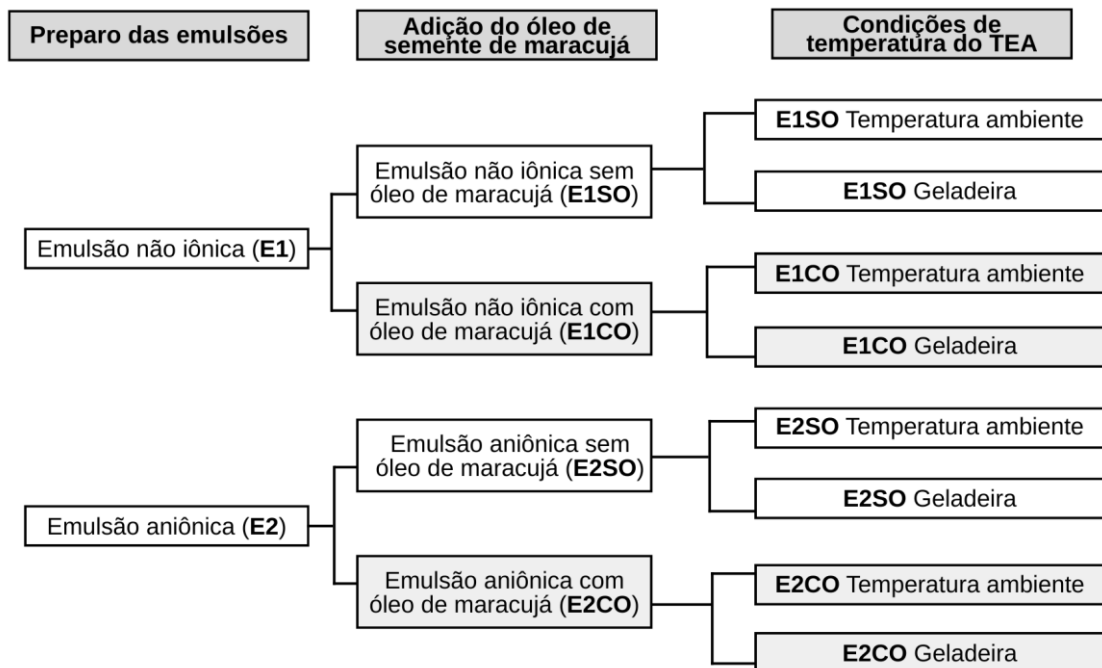 Preparo das emulsões
Adição do óleo de
semente de maracujá
Condições de
temperatura do TEA
Emulsão não iônica (E1)
Emulsão não iônica sem
óleo de maracujá (E1SO)
E1SO Temperatura ambiente
E1SO Geladeira
Emulsão não iônica com
óleo de maracujá (E1CO)
E1CO Temperatura ambiente
E1CO Geladeira
Emulsão aniônica (E2)
Emulsão aniônica sem
óleo de maracujá (E2SO)
E2SO Temperatura ambiente
E2SO Geladeira
Emulsão aniônica com
óleo de maracujá (E2CO)
E2CO Temperatura ambiente
E2CO Geladeira